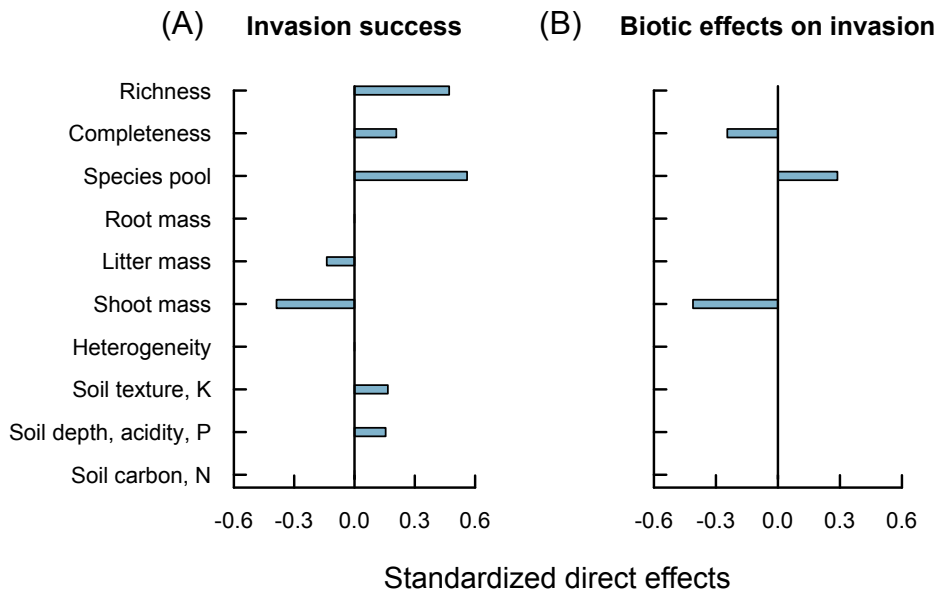 (A) Invasion success
(B) Biotic effects on invasion
Richness
Completeness
Species pool
Root mass
Litter mass
Shoot mass
Heterogeneity
Soil texture, K
Soil depth, acidity, P
Soil carbon, N
-0.6 -0.3 0.0 0.3 0.6
-0.6 -0.3 0.0 0.3 0.6
Standardized direct effects